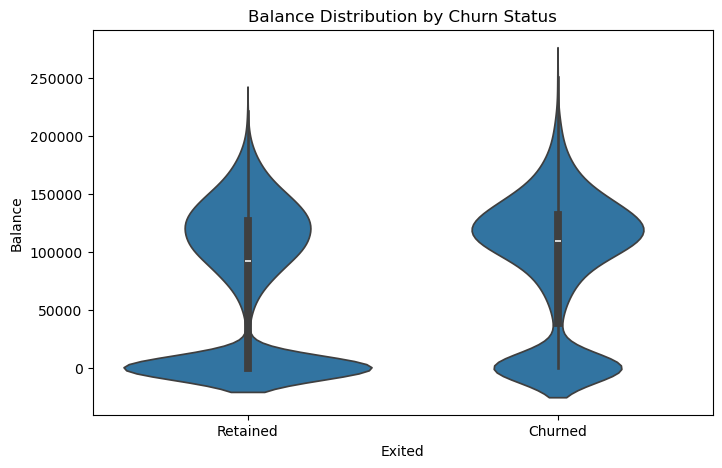 Balance Distribution by Churn Status
250000
200000
150000
100000
50000
0
Balance
Retained
Churned
Exited